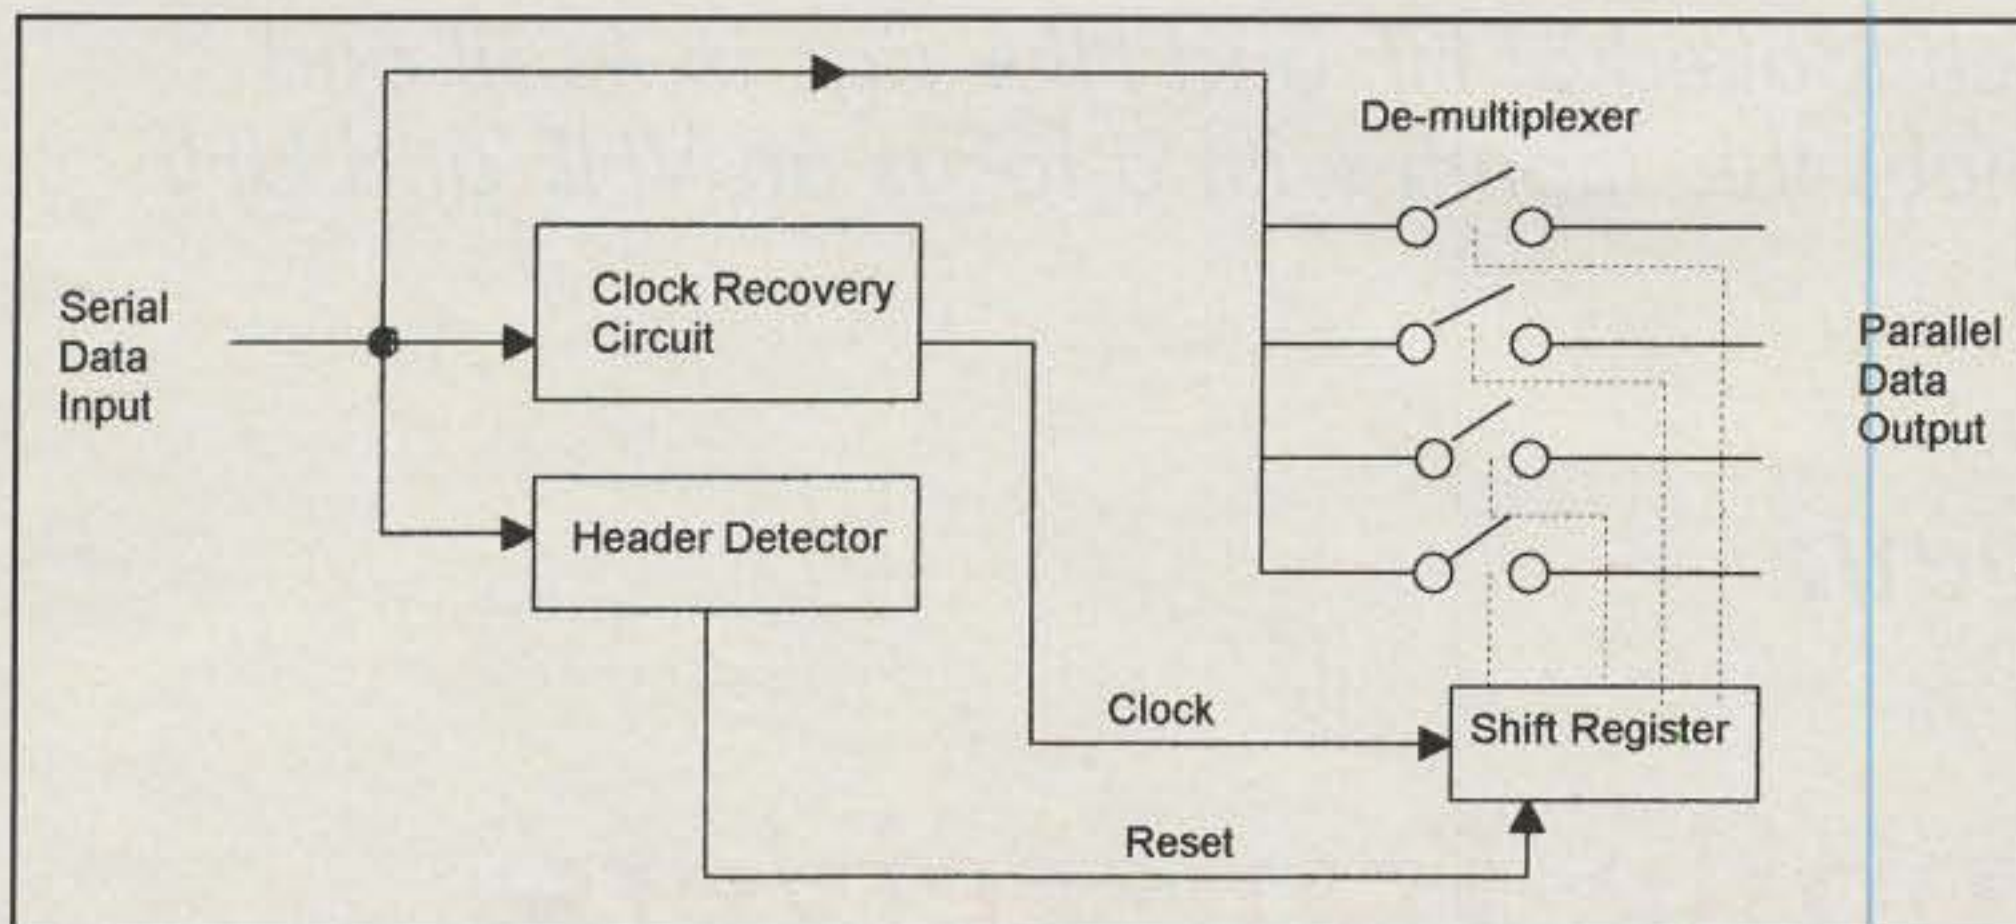 De-multiplexer
Serial
Data
Input
Clock Recovery
Circuit
Parallel
Data
Output
Header Detector
Clock
Shift Register
Reset